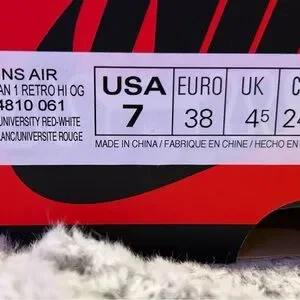 NS AIR
AN 1 RETRO HI OG
4810 061
UNIVERSITY RED-WHITE
BLANC/UNIVERSITE ROUGE
USA
7
EURO
38
UK
4.5
C
24
MADE IN CHINA / FABRIQUE EN CHINE / HECHO EN